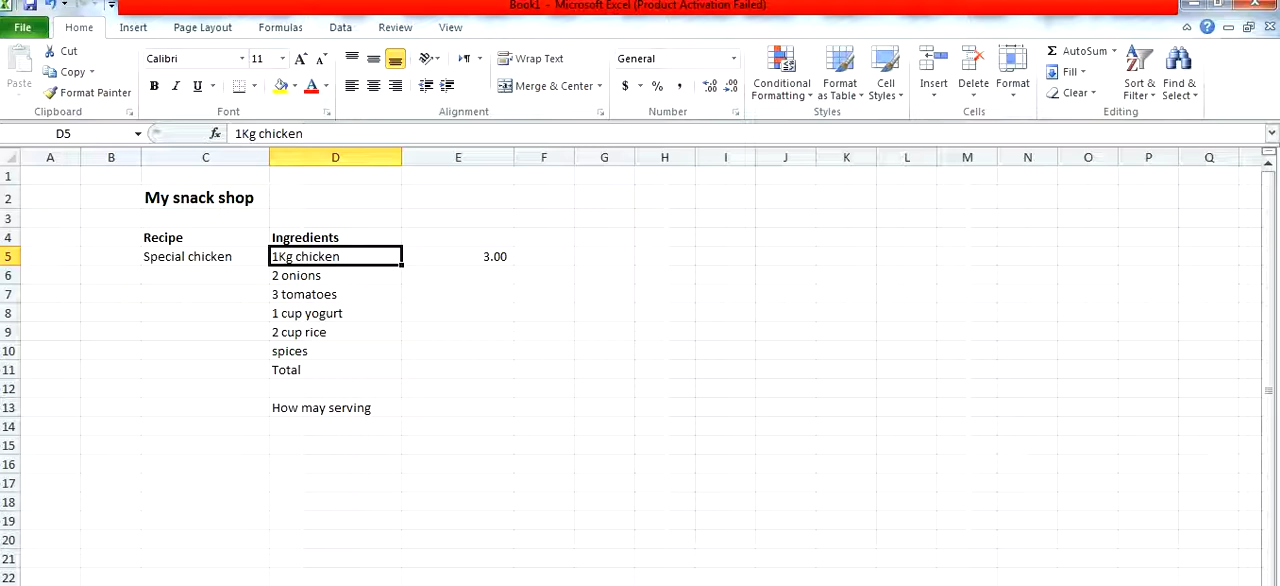 Book1 - Microsoft Excel (Product Activation Failed)
File Home Insert Page Layout Formulas Data Review View
Paste
Cut
Copy
Format Painter
Clipboard
Calibri 11 A A
B I U A
Font
Wrap Text
Merge & Center
Alignment
General
$ % , .0 .00 .00 .0
Number
Conditional Formatting
Format as Table
Cell Styles
Styles
Insert Delete Format
Cells
Σ AutoSum
Fill
Clear
Sort & Filter
Find & Select
Editing
D5 fx 1Kg chicken
A B C D E F G H I J K L M N O P Q
1
2 My snack shop
3
4 Recipe Ingredients
5 Special chicken 1Kg chicken 3.00
6 2 onions
7 3 tomatoes
8 1 cup yogurt
9 2 cup rice
10 spices
11 Total
12
13 How may serving
14
15
16
17
18
19
20
21
22